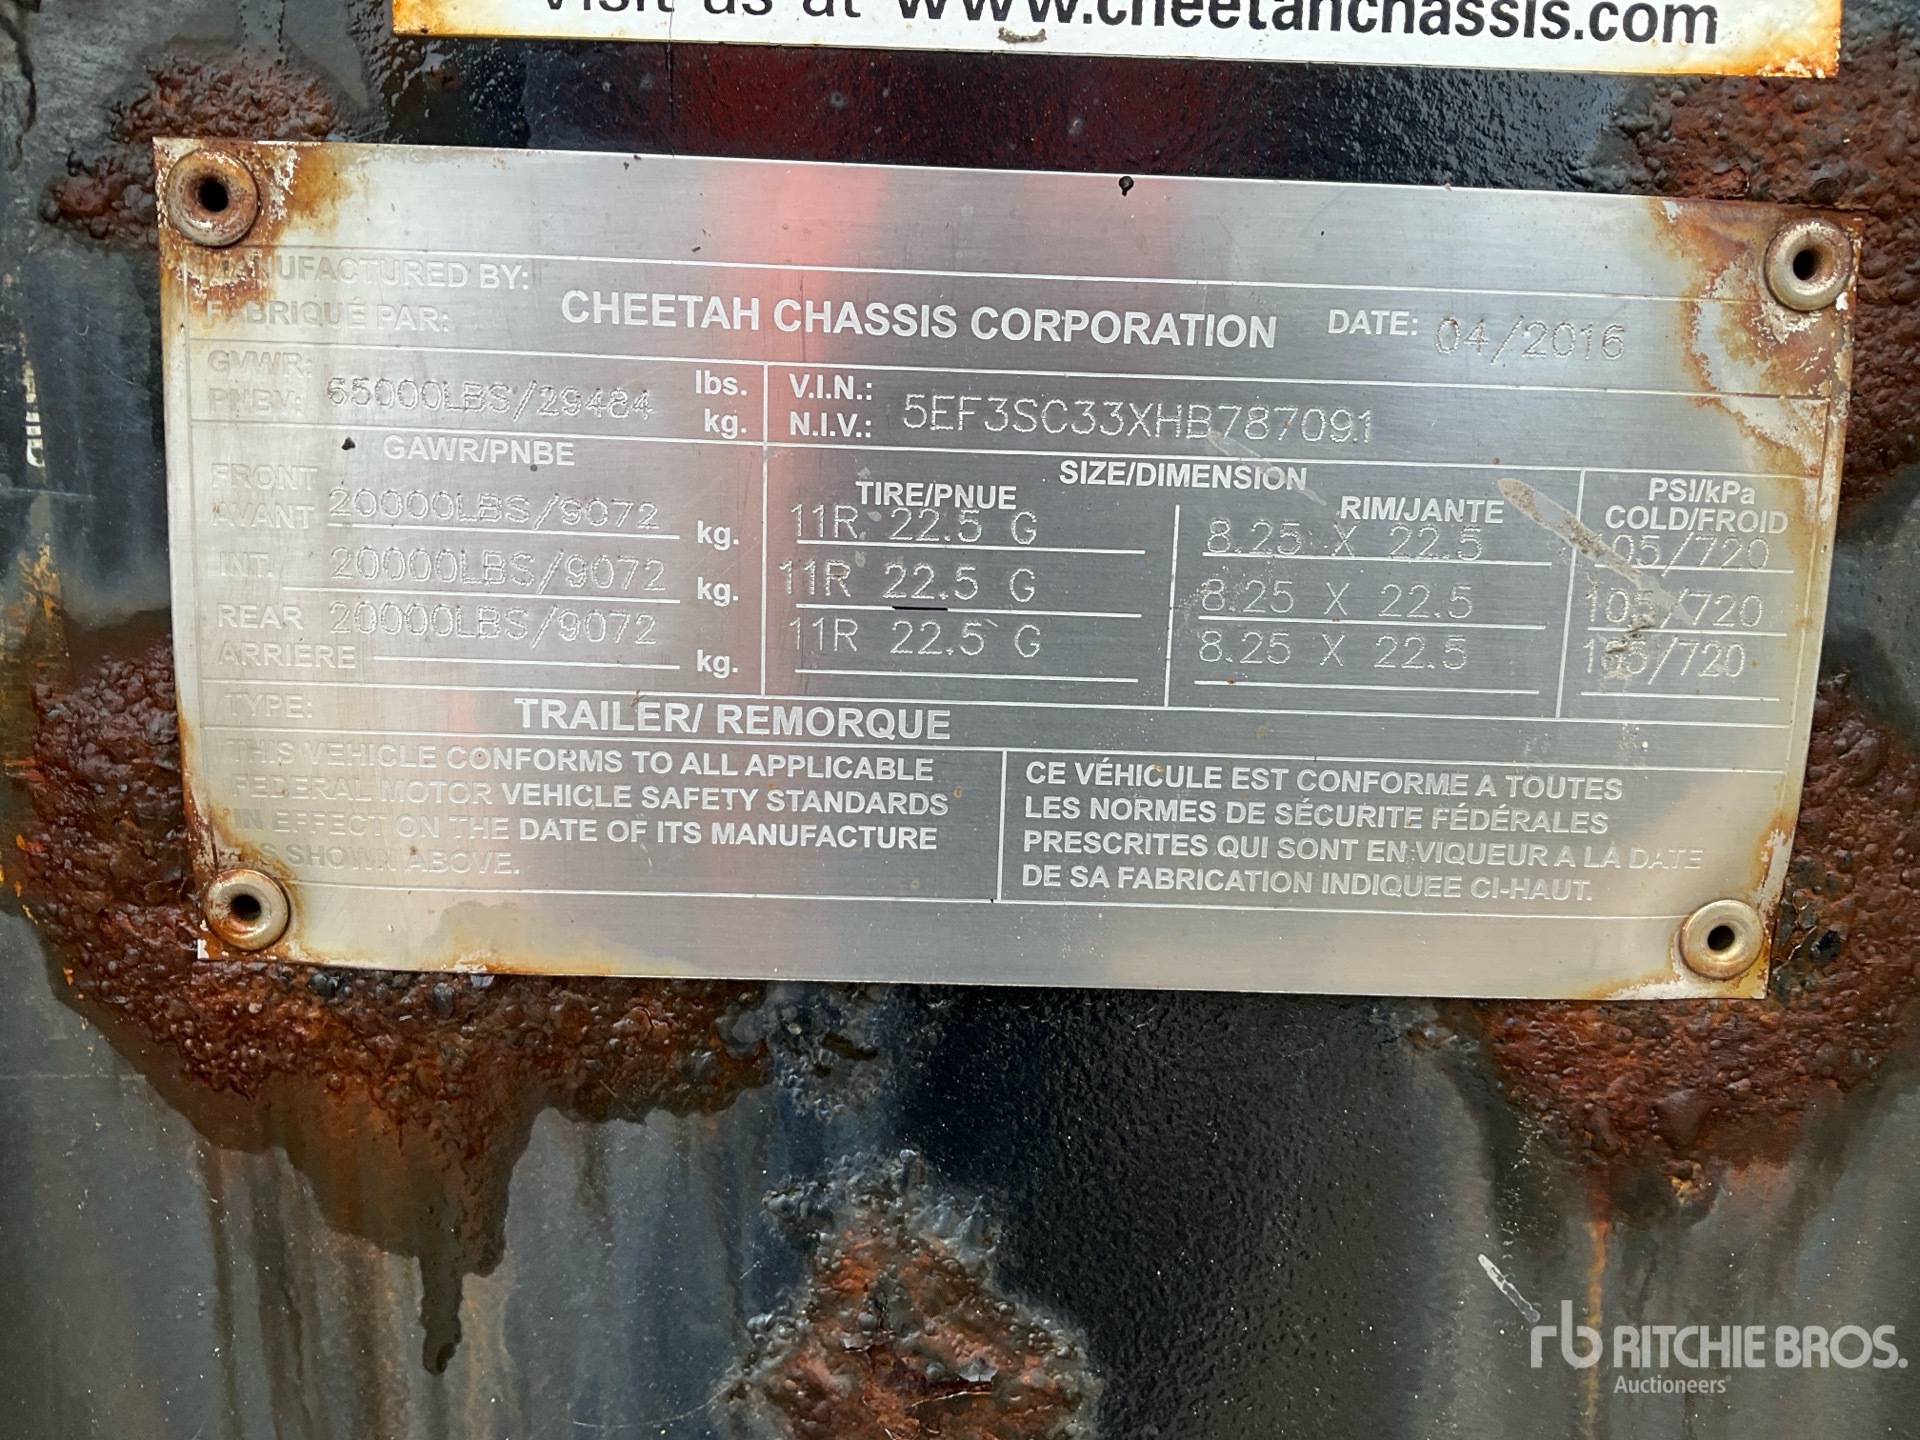 Visit us at www.cheetahchassis.com
MANUFACTURED BY:
FABRIQUÉ PAR:
CHEETAH CHASSIS CORPORATION
DATE: 04/2016
GVWR:
PNBV: 65000LBS/29484
lbs.
kg.
V.I.N.:
N.I.V.: 5EF3SC33XHB787091
GAWR/PNBE
SIZE/DIMENSION
TIRE/PNUE
RIM/JANTE
PSI/kPa
COLD/FROID
FRONT
AVANT 20000LBS/9072 kg. 11R 22.5 G 8.25 X 22.5 105/720
INT. 20000LBS/9072 kg. 11R 22.5 G 8.25 X 22.5 105/720
REAR
ARRIERE 20000LBS/9072 kg. 11R 22.5 G 8.25 X 22.5 105/720
TYPE: TRAILER/ REMORQUE
THIS VEHICLE CONFORMS TO ALL APPLICABLE
FEDERAL MOTOR VEHICLE SAFETY STANDARDS
IN EFFECT ON THE DATE OF ITS MANUFACTURE
AS SHOWN ABOVE.
CE VÉHICULE EST CONFORME A TOUTES
LES NORMES DE SÉCURITE FÉDÉRALES
PRESCRITES QUI SONT EN VIQUEUR A LA DATE
DE SA FABRICATION INDIQUEE CI-HAUT.
rb RITCHIE BROS.
Auctioneers